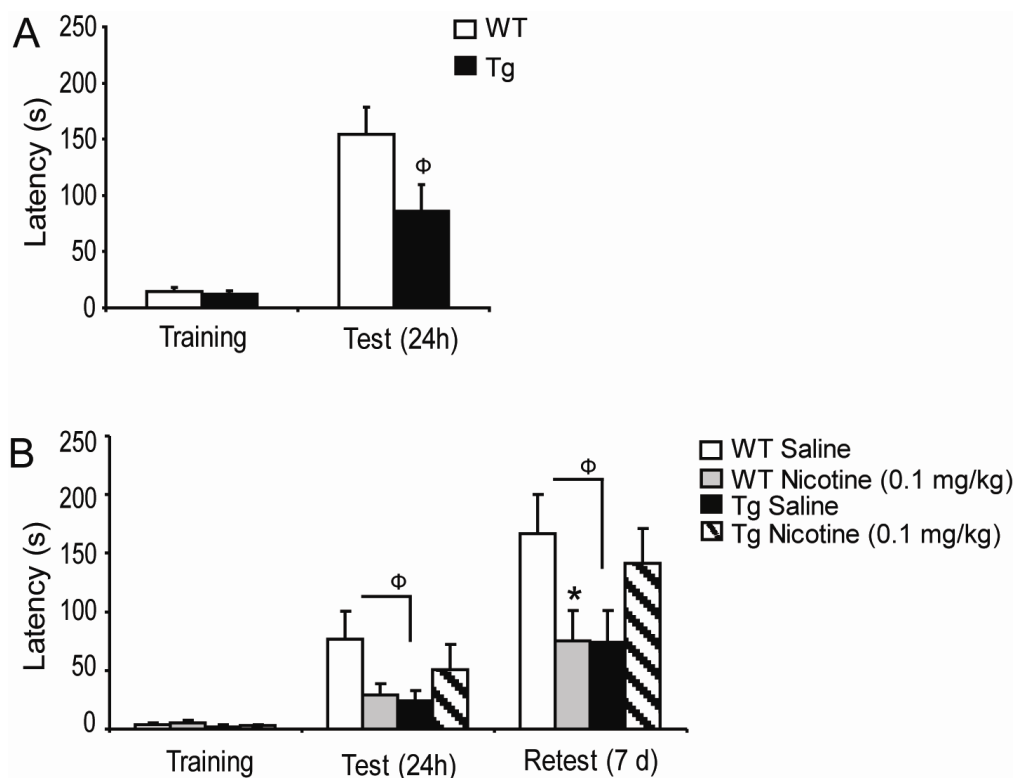 A
WT
Tg
Latency (s)
250
200
150
100
50
0
Φ
Training
Test (24h)
B
WT Saline
WT Nicotine (0.1 mg/kg)
Tg Saline
Tg Nicotine (0.1 mg/kg)
Latency (s)
250
200
150
100
50
0
Φ
Φ
*
Training
Test (24h)
Retest (7 d)